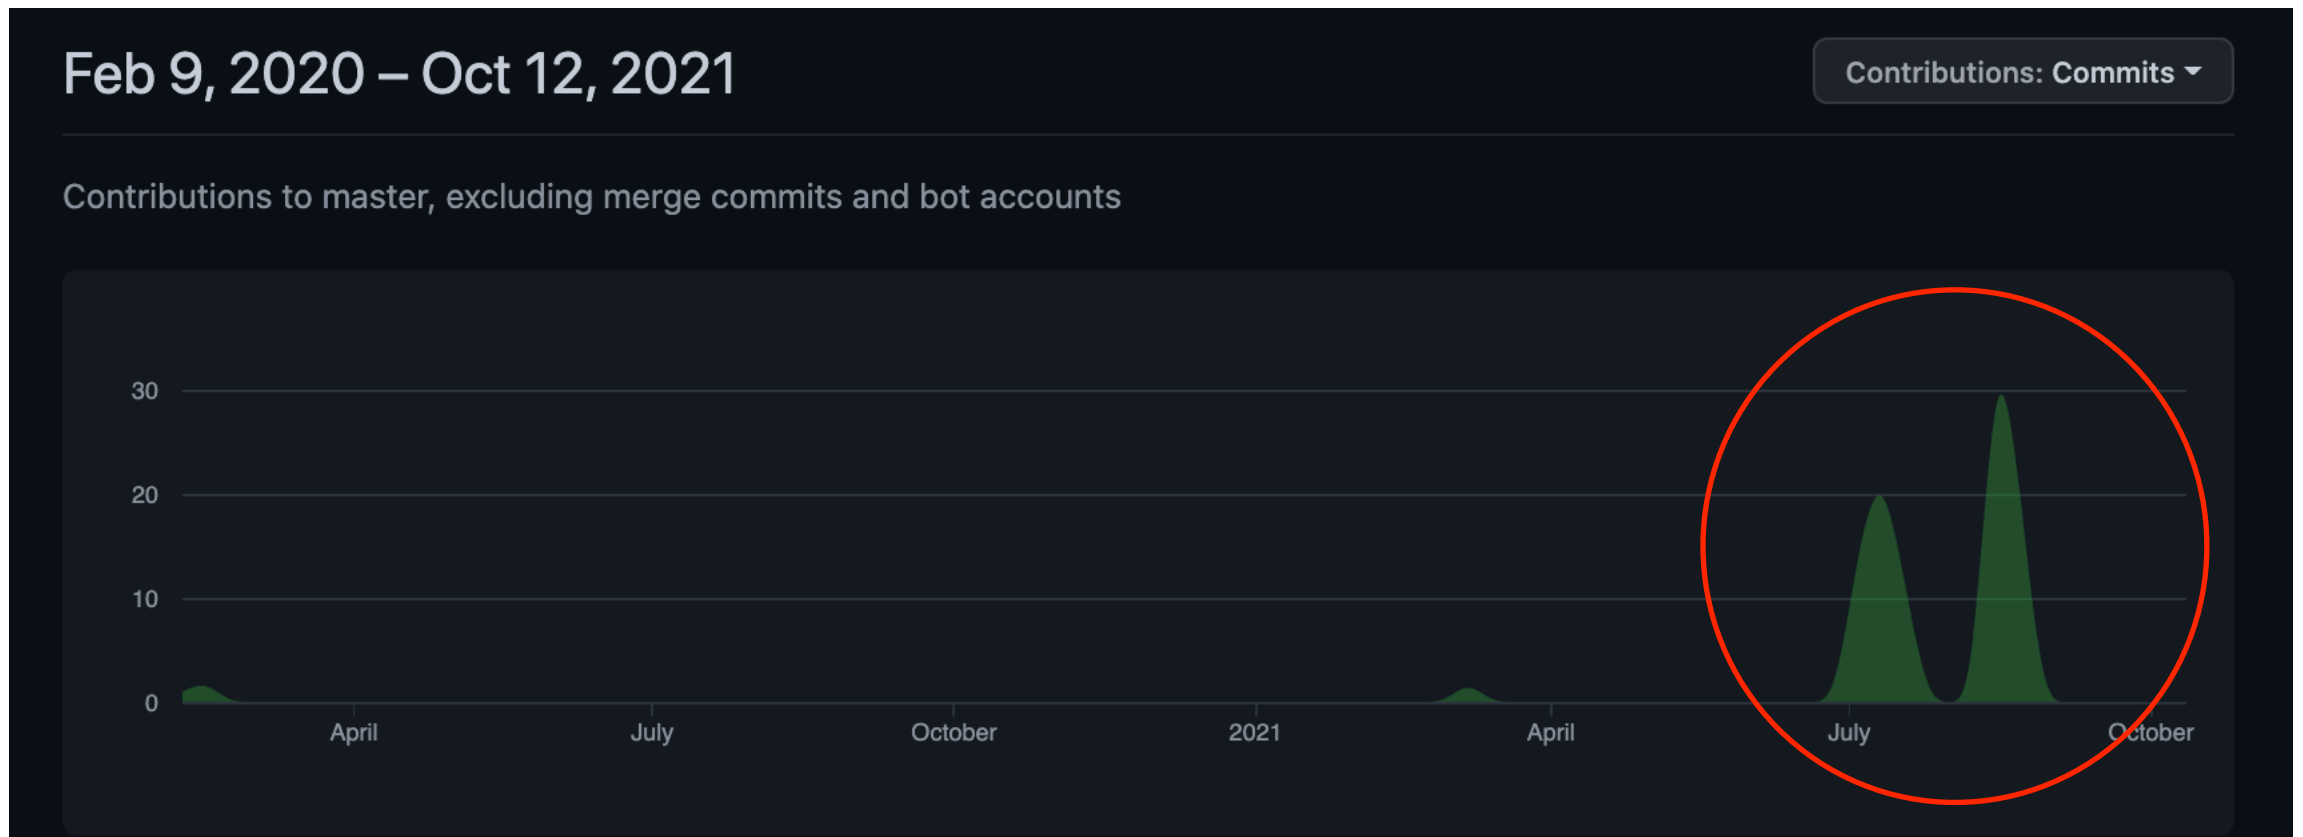 Feb 9, 2020 – Oct 12, 2021
Contributions: Commits
Contributions to master, excluding merge commits and bot accounts
30
20
10
0
April July October 2021 April July October